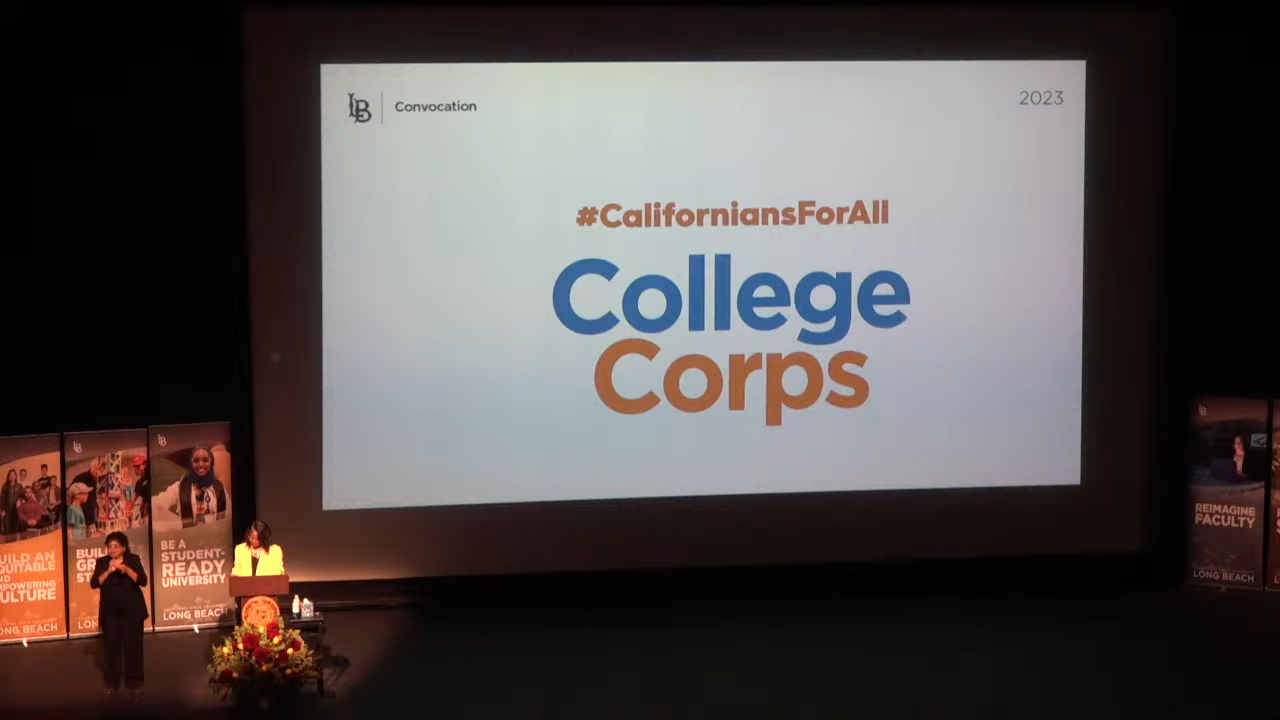 LB
Convocation
2023
#CaliforniansForAll
College
Corps
BE A
STUDENT-
READY
UNIVERSITY
LONG BEACH
REIMAGINE
FACULTY
LONG BEACH
LONG BEACH